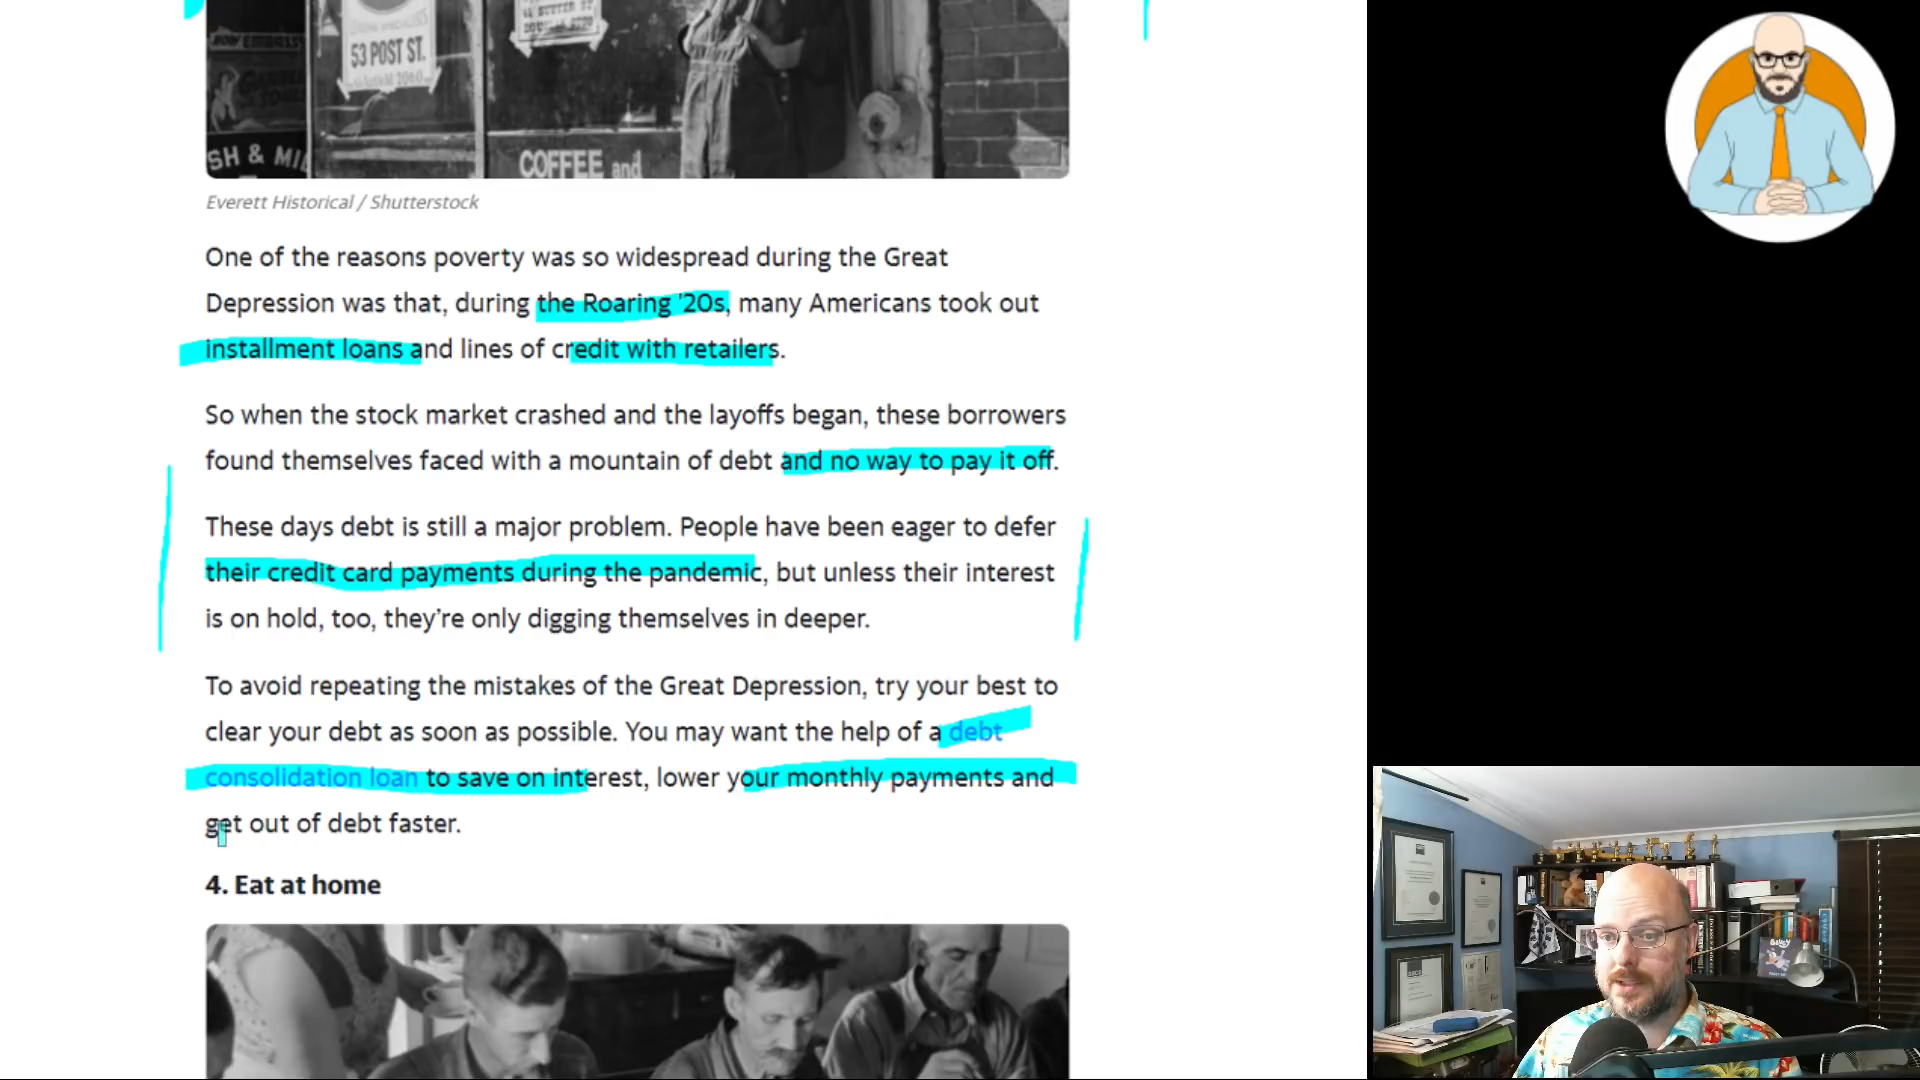 53 POST ST.
SH & MIL
COFFEE and
Everett Historical / Shutterstock
One of the reasons poverty was so widespread during the Great
Depression was that, during the Roaring '20s, many Americans took out
installment loans and lines of credit with retailers.
So when the stock market crashed and the layoffs began, these borrowers
found themselves faced with a mountain of debt and no way to pay it off.
These days debt is still a major problem. People have been eager to defer
their credit card payments during the pandemic, but unless their interest
is on hold, too, they’re only digging themselves in deeper.
To avoid repeating the mistakes of the Great Depression, try your best to
clear your debt as soon as possible. You may want the help of a debt
consolidation loan to save on interest, lower your monthly payments and
get out of debt faster.
4. Eat at home